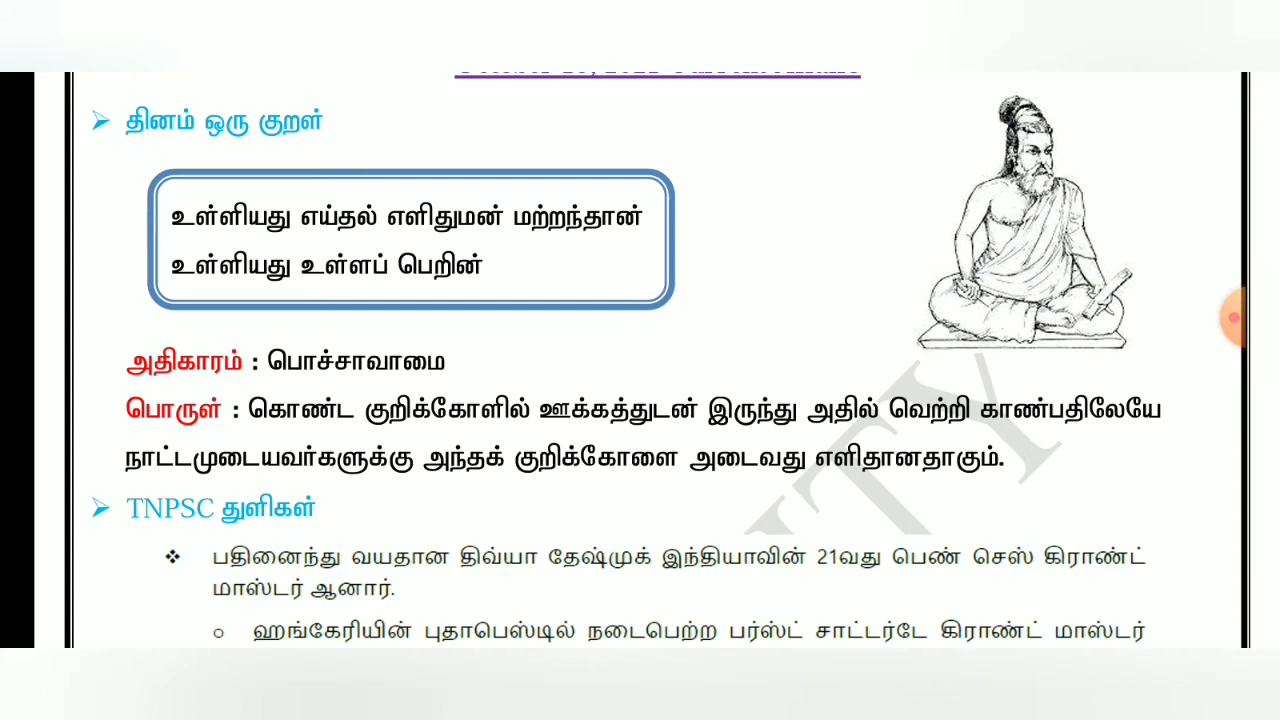 தினம் ஒரு குறள்
உள்ளியது எய்தல் எளிதுமன் மற்றந்தான்
உள்ளியது உள்ளப் பெறின்
அதிகாரம் : பொச்சாவாமை
பொருள் : கொண்ட குறிக்கோளில் ஊக்கத்துடன் இருந்து அதில் வெற்றி காண்பதிலேயே
நாட்டமுடையவர்களுக்கு அந்தக் குறிக்கோளை அடைவது எளிதானதாகும்.
TNPSC துளிகள்
பதினைந்து வயதான திவ்யா தேஷ்முக் இந்தியாவின் 21வது பெண் செஸ் கிராண்ட்
மாஸ்டர் ஆனார்.
ஹங்கேரியின் புதாபெஸ்டில் நடைபெற்ற பர்ஸ்ட் சாட்டர்டே கிராண்ட் மாஸ்டர்